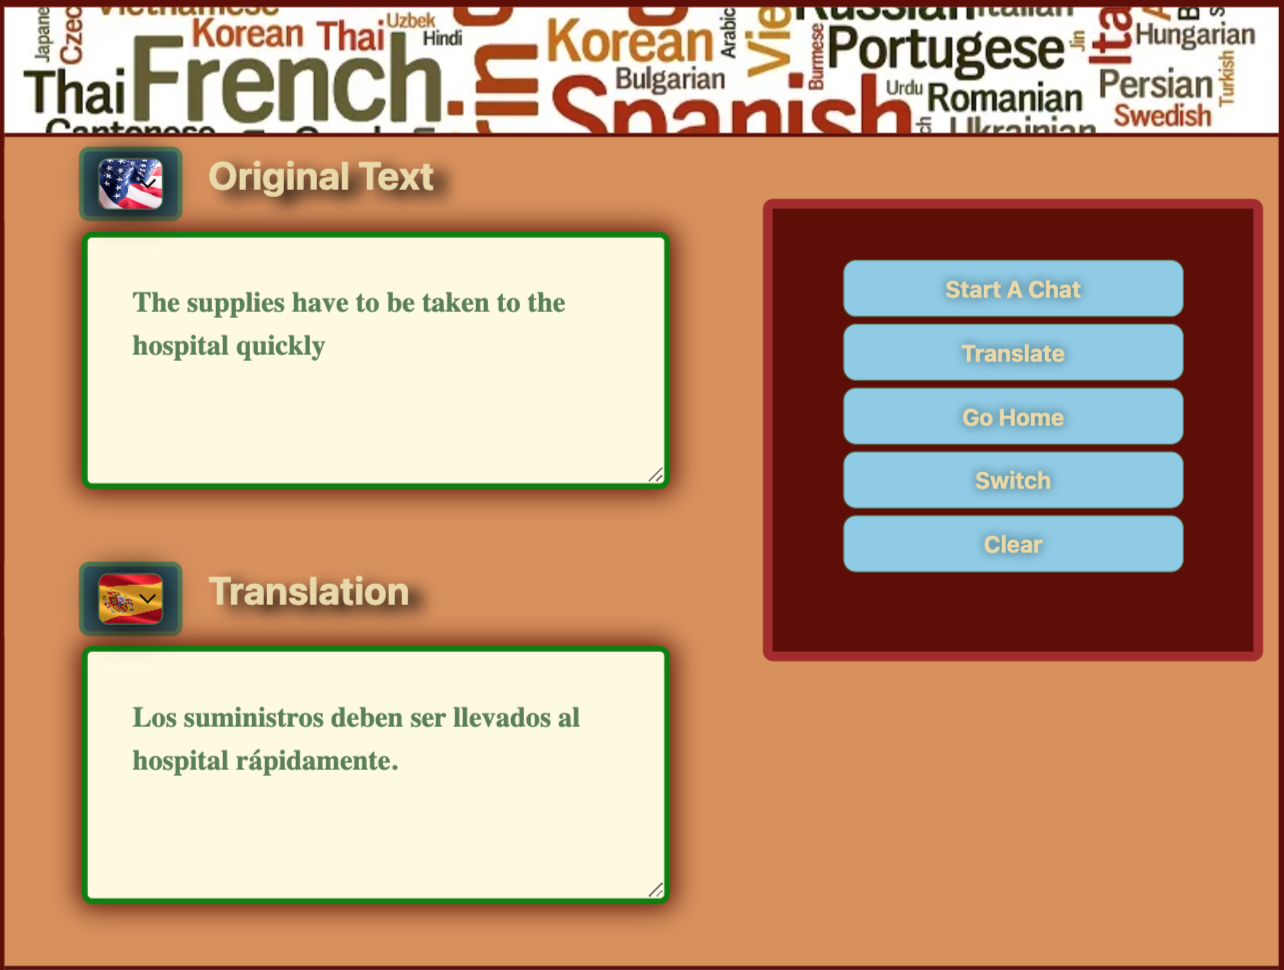 Japane
Czec
Vietnamese
Korean
Thai
Uzbek
Hindi
Thai
French
Cantonese
Korean
Bulgarian
Spanish
Arabic
Vie
Burmese
Russian
Italian
Portugese
Jin
Ita
Hungarian
Urdu
Romanian
Ukrainian
Persian
Swedish
Turkish
Original Text
The supplies have to be taken to the
hospital quickly
Start A Chat
Translate
Go Home
Switch
Clear
Translation
Los suministros deben ser llevados al
hospital rápidamente.